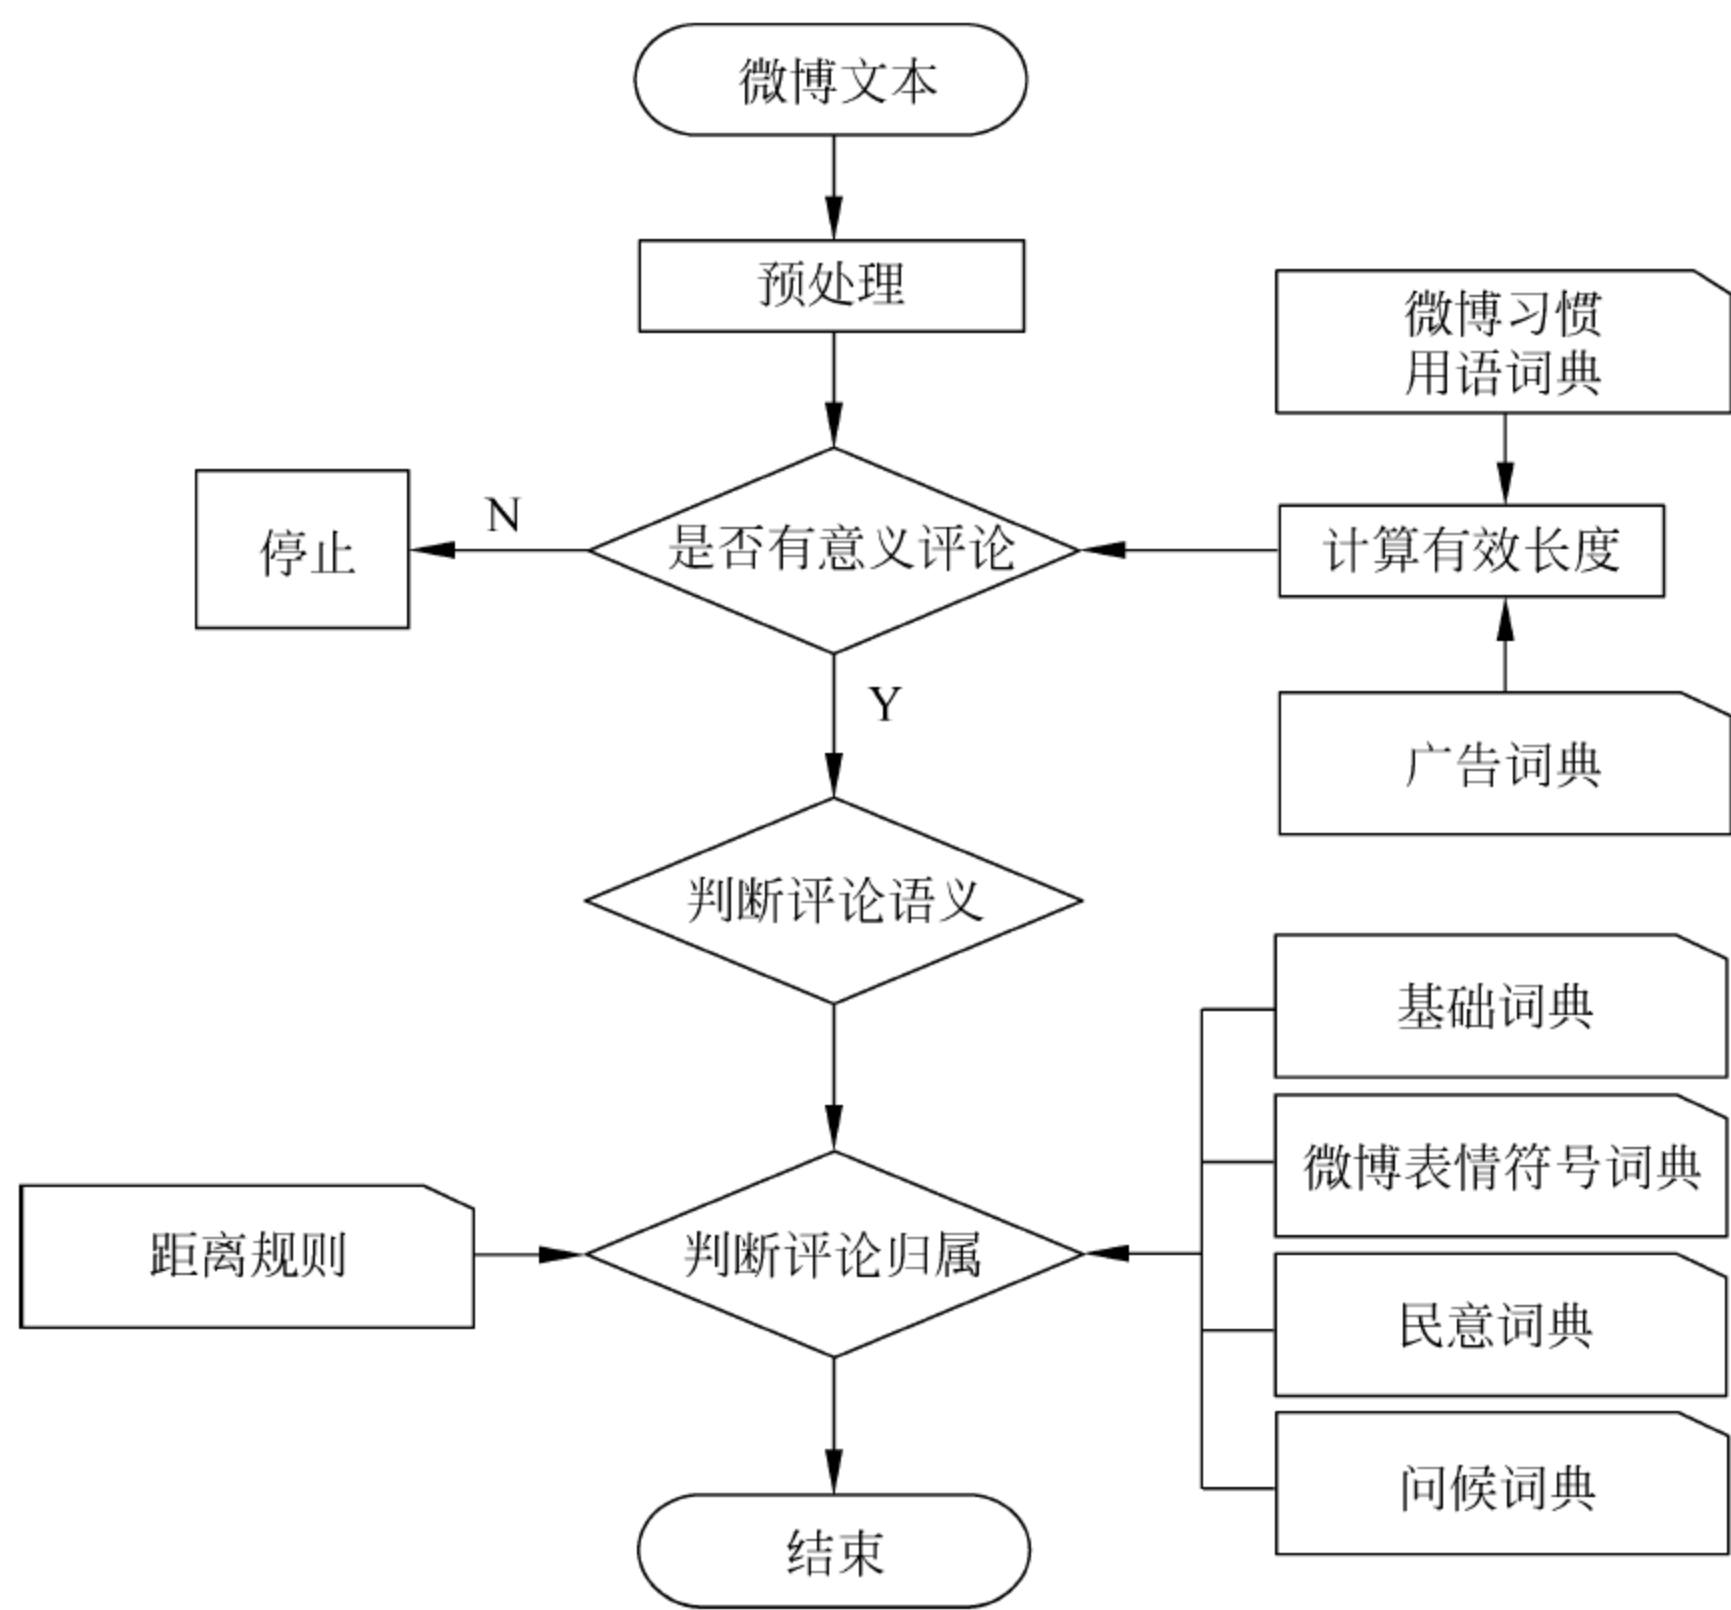 微博文本
预处理
微博习惯
用语词典
停止
N
是否有意义评论
计算有效长度
Y
广告词典
判断评论语义
基础词典
微博表情符号词典
距离规则
判断评论归属
民意词典
问候词典
结束